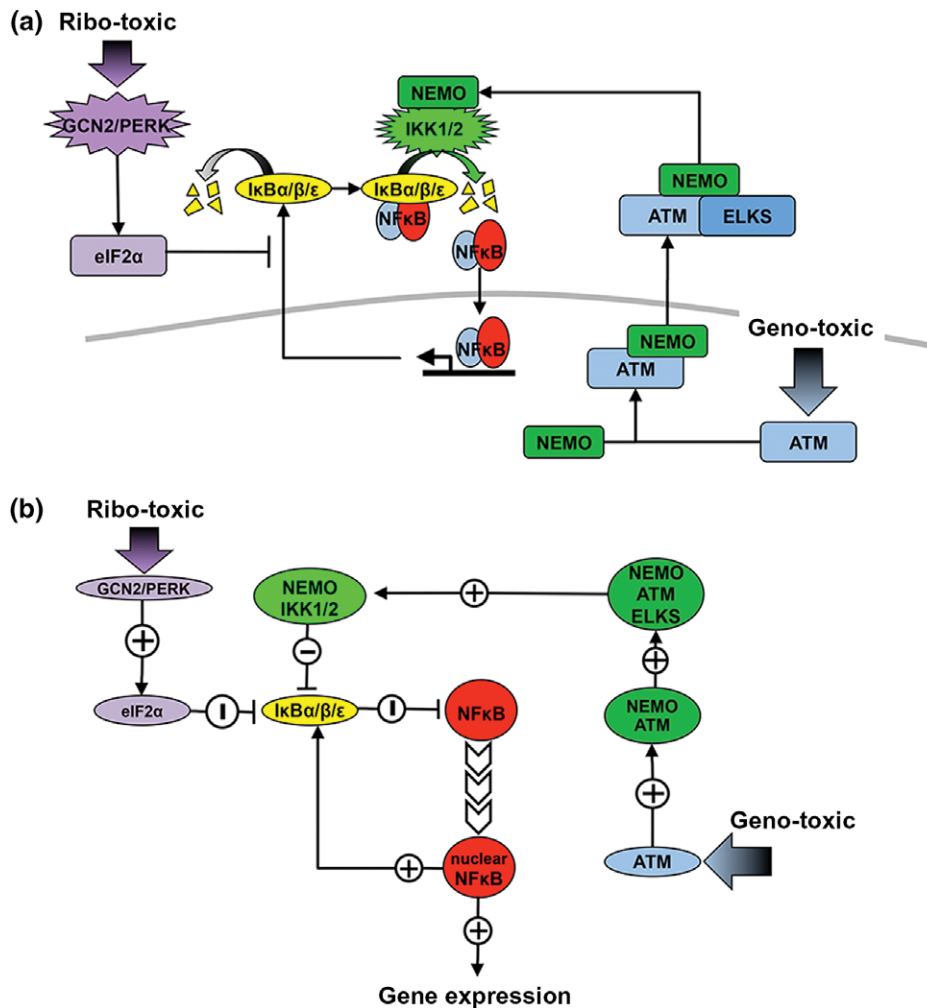 (a)
Ribo-toxic
GCN2/PERK
eIF2α
IκBα/β/ε
IκBα/β/ε
NFκB
NEMO
IKK1/2
NFκB
NFκB
NEMO
ATM
ELKS
NEMO
ATM
Geno-toxic
NEMO
ATM
(b)
Ribo-toxic
GCN2/PERK
+
eIF2α
NEMO
IKK1/2
−
+
NEMO
ATM
ELKS
+
I
IκBα/β/ε
I
NFκB
NEMO
ATM
+
Geno-toxic
ATM
+
nuclear
NFκB
+
Gene expression